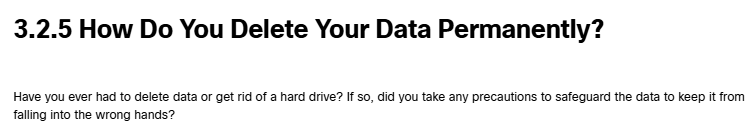 3.2.5 How Do You Delete Your Data Permanently?
Have you ever had to delete data or get rid of a hard drive? If so, did you take any precautions to safeguard the data to keep it from
falling into the wrong hands?